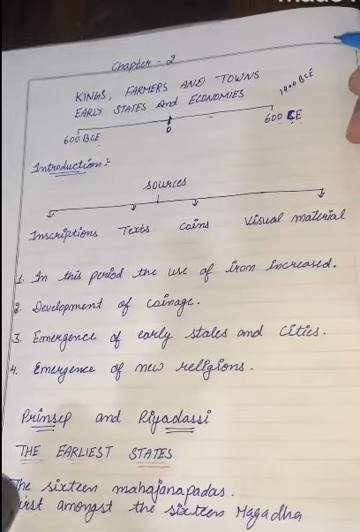 Chapter - 2
KINGS, FARMERS AND TOWNS
EARLY STATES and ECONOMIES
1900 BCE
600 BCE
0
600 CE
Introduction:-
sources
Inscriptions Texts Coins Visual material
1. In this period the use of iron increased.
2. Development of coinage.
3. Emergence of early states and cities.
4. Emergence of new religions.
Prinsep and Piyadassi
THE EARLIEST STATES
The sixteen mahajanapadas.
First amongst the sixteen Magadha